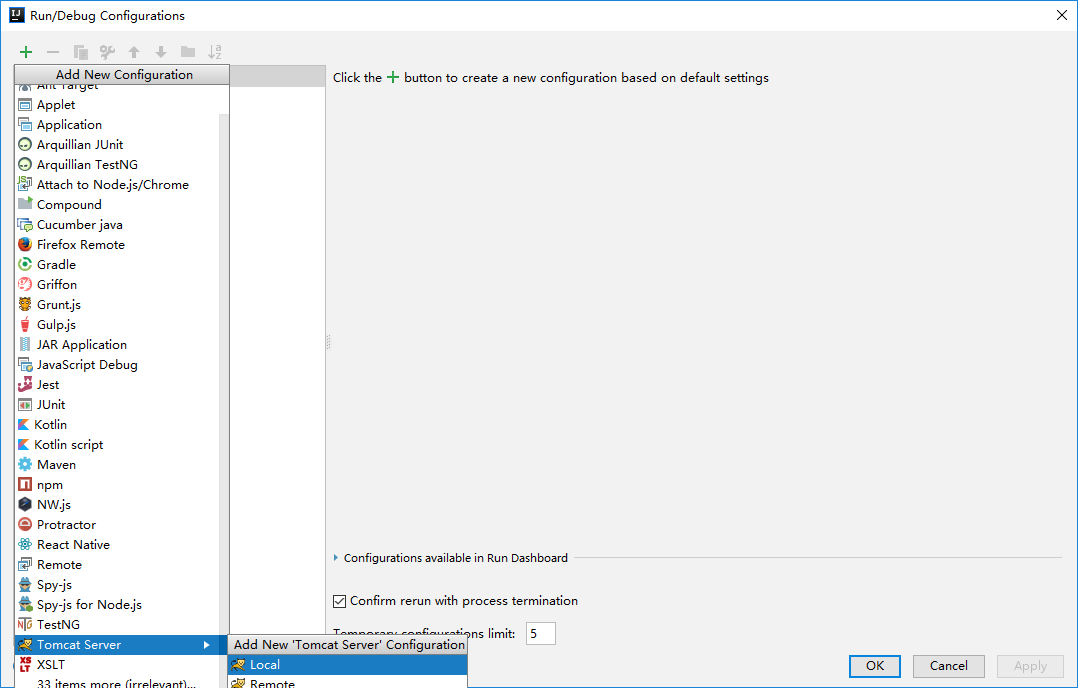 Run/Debug Configurations
Add New Configuration
Click the + button to create a new configuration based on default settings
Ant Target
Applet
Application
Arquillian JUnit
Arquillian TestNG
Attach to Node.js/Chrome
Compound
Cucumber java
Firefox Remote
Gradle
Griffon
Grunt.js
Gulp.js
JAR Application
JavaScript Debug
Jest
JUnit
Kotlin
Kotlin script
Maven
npm
NW.js
Protractor
React Native
Remote
Spy-js
Spy-js for Node.js
TestNG
Tomcat Server
XSLT
33 items more (irrelevant)...
Add New 'Tomcat Server' Configuration
Local
Remote
Configurations available in Run Dashboard
Confirm rerun with process termination
Temporary configurations limit: 5
OK
Cancel
Apply